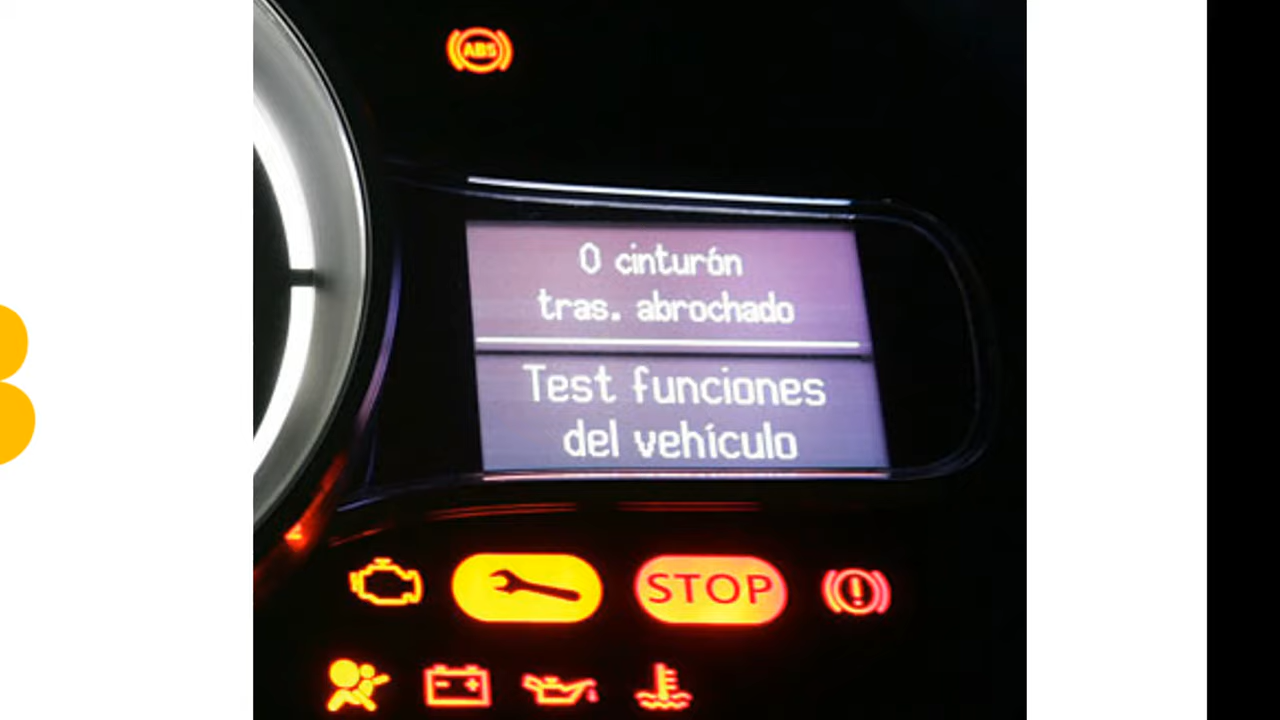 ABS
0 cinturón
tras. abrochado
Test funciones
del vehículo
STOP